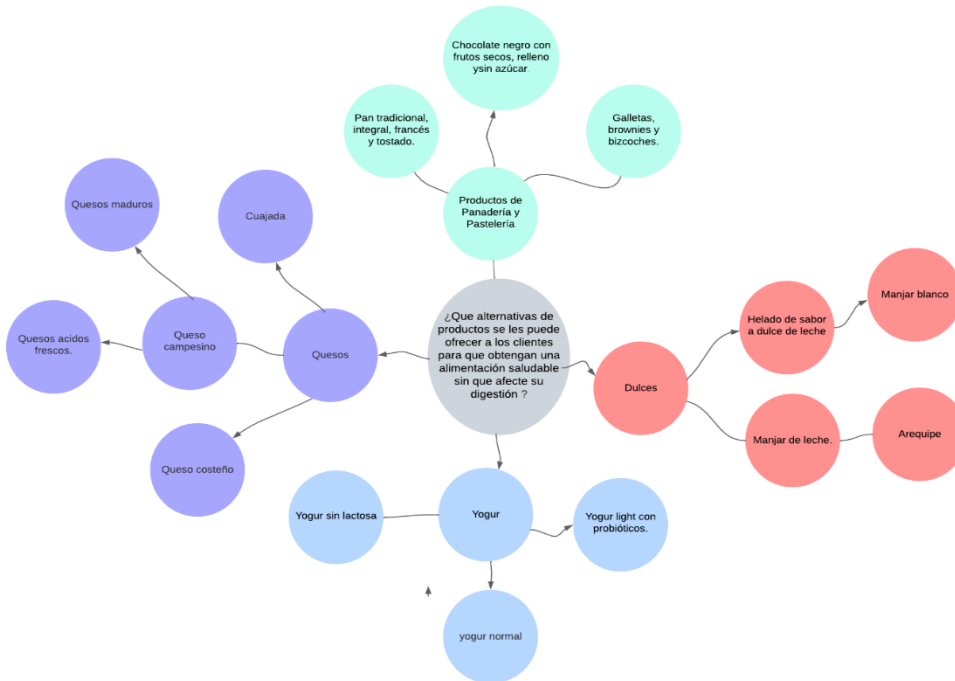 Chocolate negro con
frutos secos, relleno
ysin azúcar.
Pan tradicional,
integral, francés
y tostado.
Galletas,
brownies y
bizcoches.
Productos de
Panadería y
Pastelería
Quesos maduros
Cuajada
Quesos acidos
frescos.
Queso
campesino
Quesos
Queso costeño
¿Que alternativas de
productos se les puede
ofrecer a los clientes
para que obtengan una
alimentación saludable
sin que afecte su
digestión ?
Dulces
Helado de sabor
a dulce de leche
Manjar blanco
Manjar de leche.
Arequipe
Yogur sin lactosa
Yogur
Yogur light con
probióticos.
yogur normal